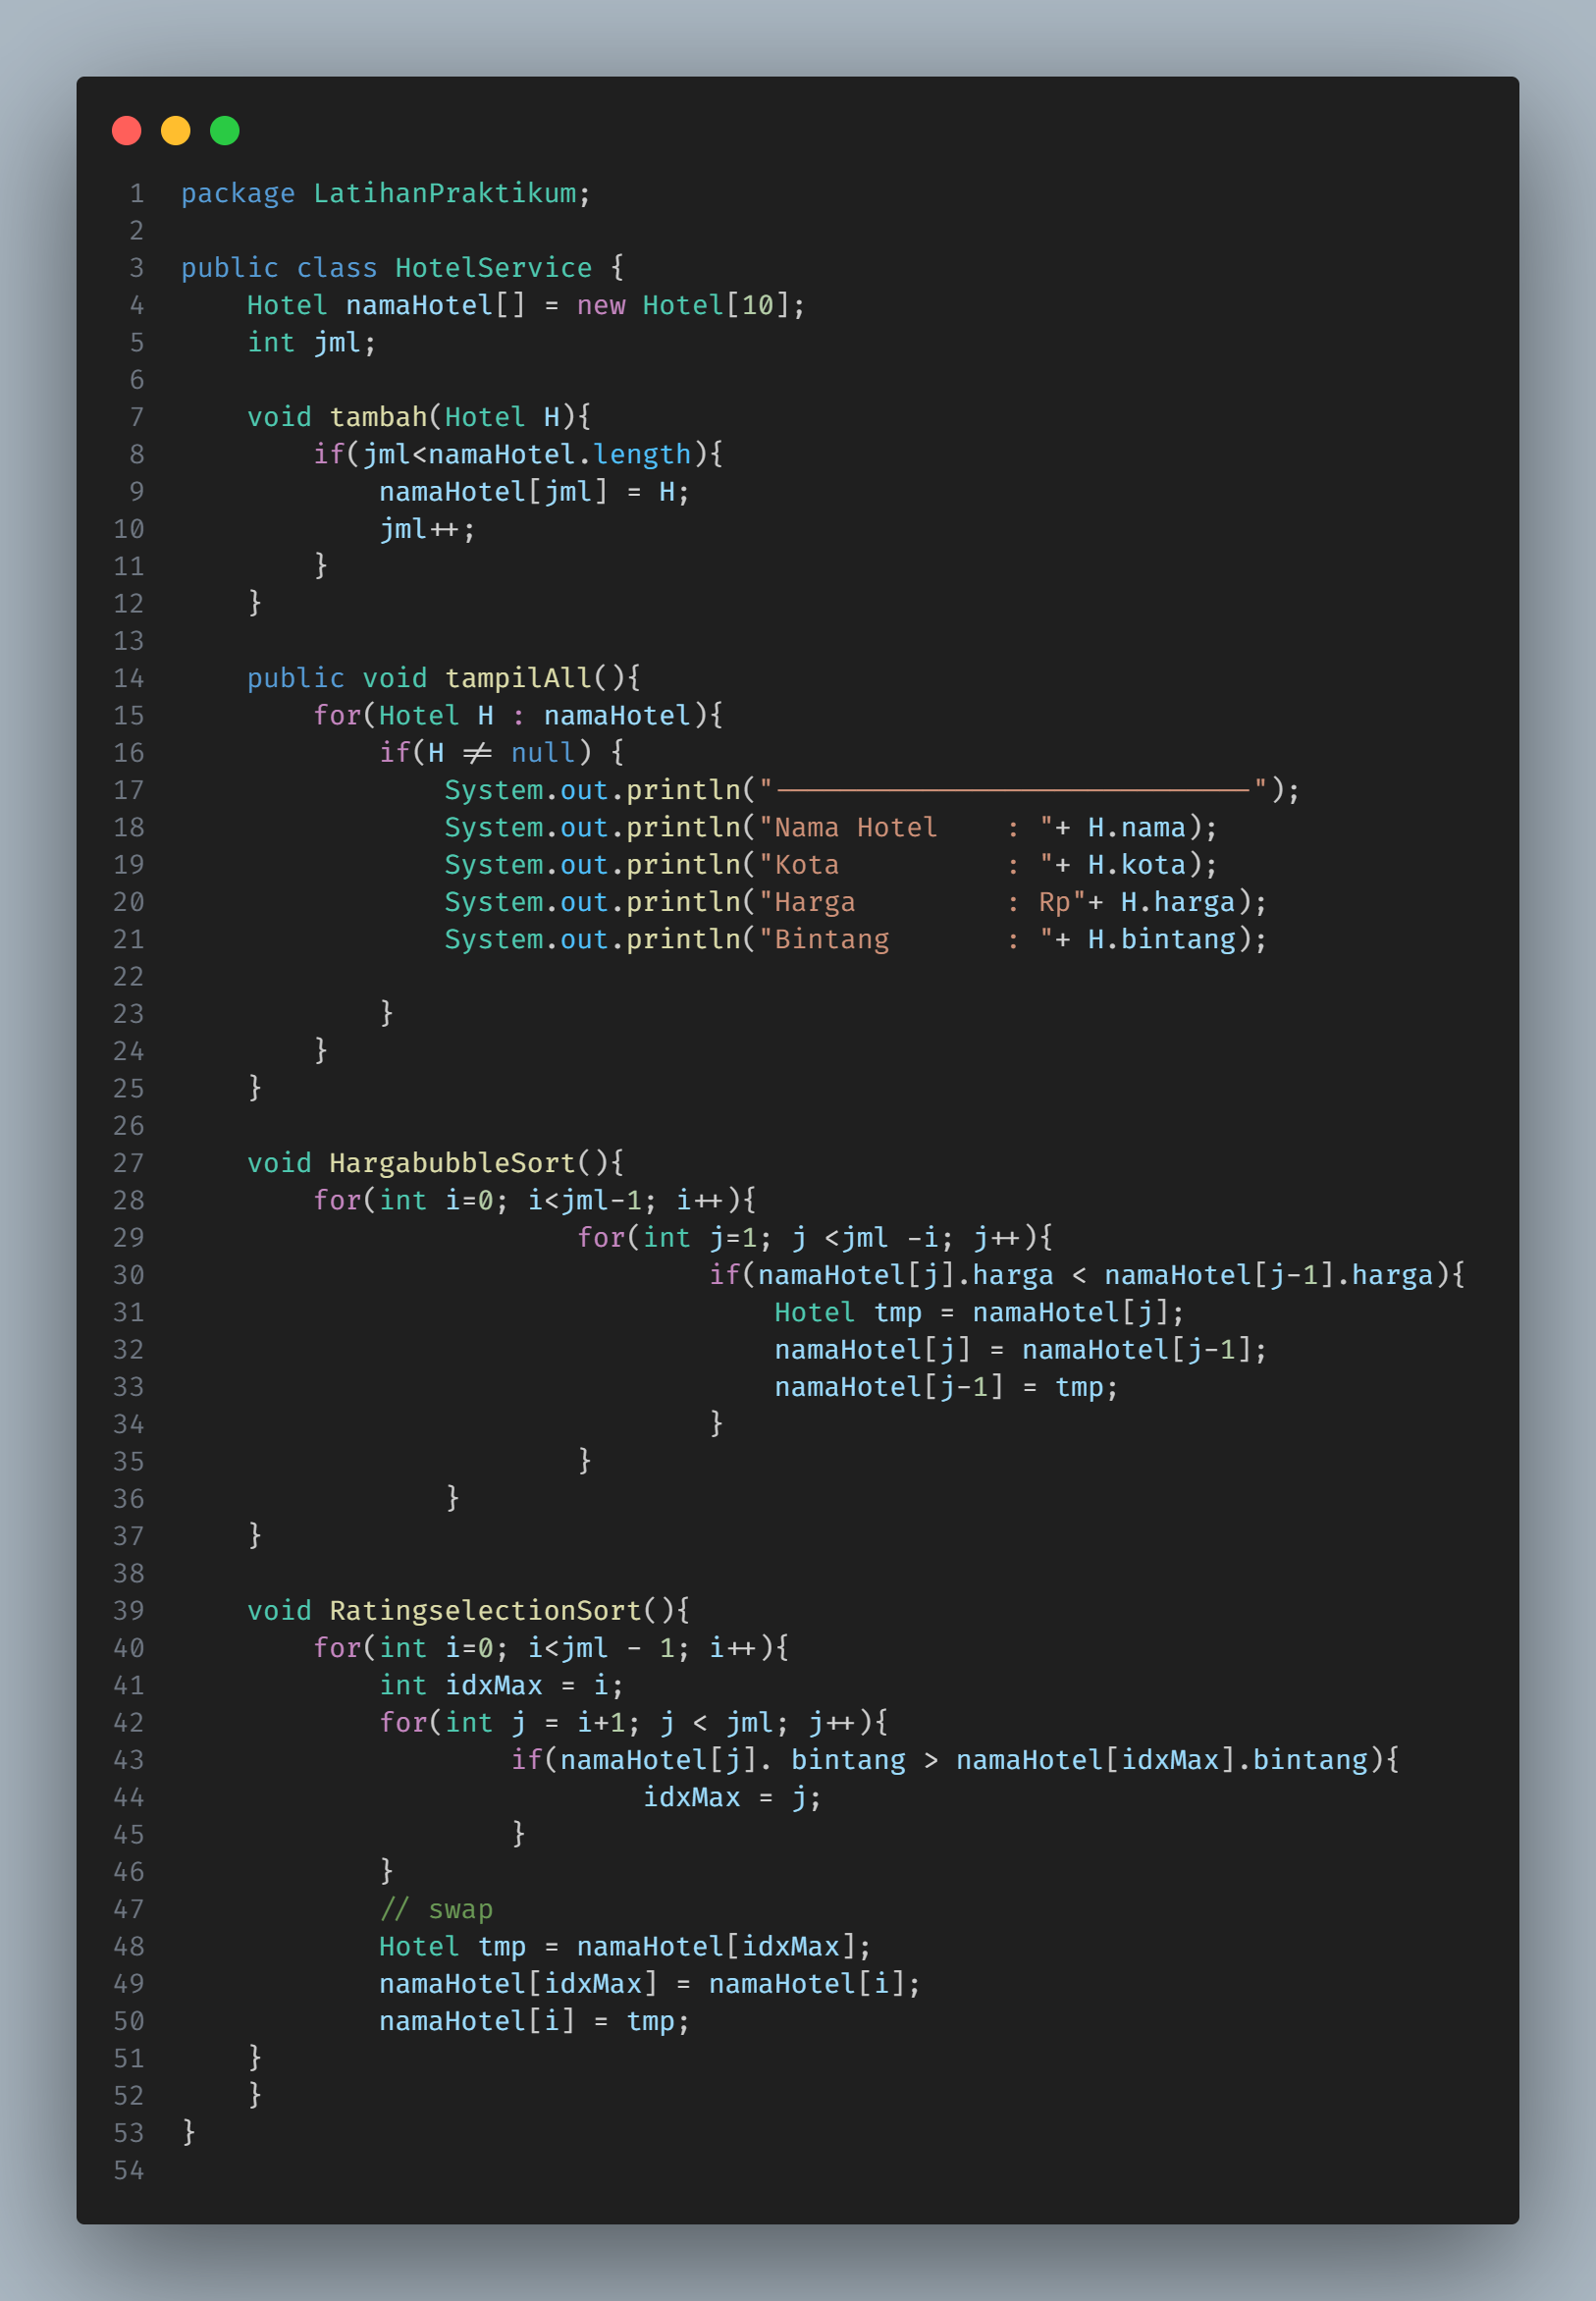 1 package LatihanPraktikum;
2
3 public class HotelService {
4     Hotel namaHotel[] = new Hotel[10];
5     int jml;
6
7     void tambah(Hotel H){
8         if(jml<namaHotel.length){
9             namaHotel[jml] = H;
10             jml++;
11         }
12     }
13
14     public void tampilAll(){
15         for(Hotel H : namaHotel){
16             if(H != null) {
17                 System.out.println("-----------------------------");
18                 System.out.println("Nama Hotel    : "+ H.nama);
19                 System.out.println("Kota          : "+ H.kota);
20                 System.out.println("Harga         : Rp"+ H.harga);
21                 System.out.println("Bintang       : "+ H.bintang);
22
23             }
24         }
25     }
26
27     void HargabubbleSort(){
28         for(int i=0; i<jml-1; i++){
29                         for(int j=1; j <jml -i; j++){
30                                 if(namaHotel[j].harga < namaHotel[j-1].harga){
31                                     Hotel tmp = namaHotel[j];
32                                     namaHotel[j] = namaHotel[j-1];
33                                     namaHotel[j-1] = tmp;
34                                 }
35                         }
36                 }
37     }
38
39     void RatingselectionSort(){
40         for(int i=0; i<jml - 1; i++){
41             int idxMax = i;
42             for(int j = i+1; j < jml; j++){
43                     if(namaHotel[j]. bintang > namaHotel[idxMax].bintang){
44                             idxMax = j;
45                     }
46             }
47             // swap
48             Hotel tmp = namaHotel[idxMax];
49             namaHotel[idxMax] = namaHotel[i];
50             namaHotel[i] = tmp;
51     }
52     }
53 }
54